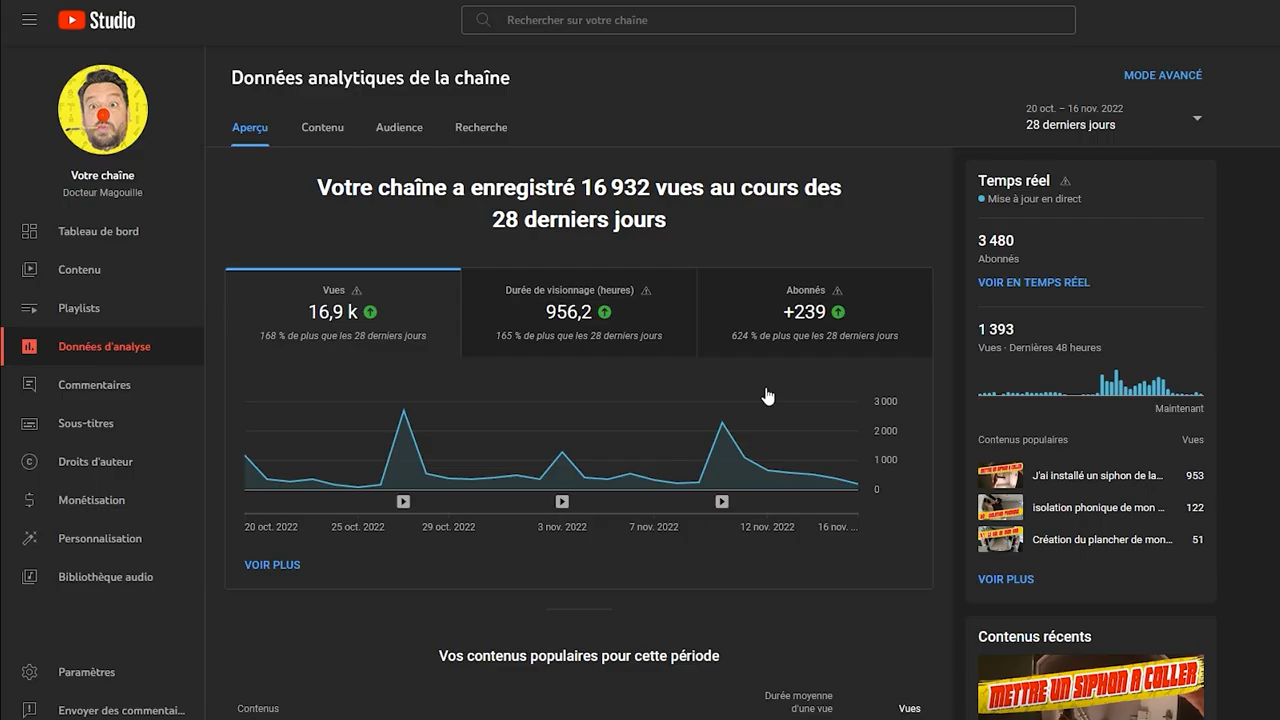 Studio
Rechercher sur votre chaîne
Votre chaîne
Docteur Magouille
Tableau de bord
Contenu
Playlists
Données d'analyse
Commentaires
Sous-titres
Droits d'auteur
Monétisation
Personnalisation
Bibliothèque audio
Paramètres
Envoyer des commentai...
Données analytiques de la chaîne
MODE AVANCÉ
Aperçu
Contenu
Audience
Recherche
20 oct. – 16 nov. 2022
28 derniers jours
Votre chaîne a enregistré 16 932 vues au cours des
28 derniers jours
Vues
16,9 k
168 % de plus que les 28 derniers jours
Durée de visionnage (heures)
956,2
165 % de plus que les 28 derniers jours
Abonnés
+239
624 % de plus que les 28 derniers jours
3 000
2 000
1 000
0
20 oct. 2022
25 oct. 2022
29 oct. 2022
3 nov. 2022
7 nov. 2022
12 nov. 2022
16 nov. ...
VOIR PLUS
Vos contenus populaires pour cette période
Contenus
Durée moyenne
d'une vue
Vues
Temps réel
Mise à jour en direct
3 480
Abonnés
VOIR EN TEMPS RÉEL
1 393
Vues · Dernières 48 heures
Maintenant
Contenus populaires
Vues
J'ai installé un siphon de la...
953
isolation phonique de mon ...
122
Création du plancher de mon...
51
VOIR PLUS
Contenus récents
METTRE UN SIPHON A COLLER